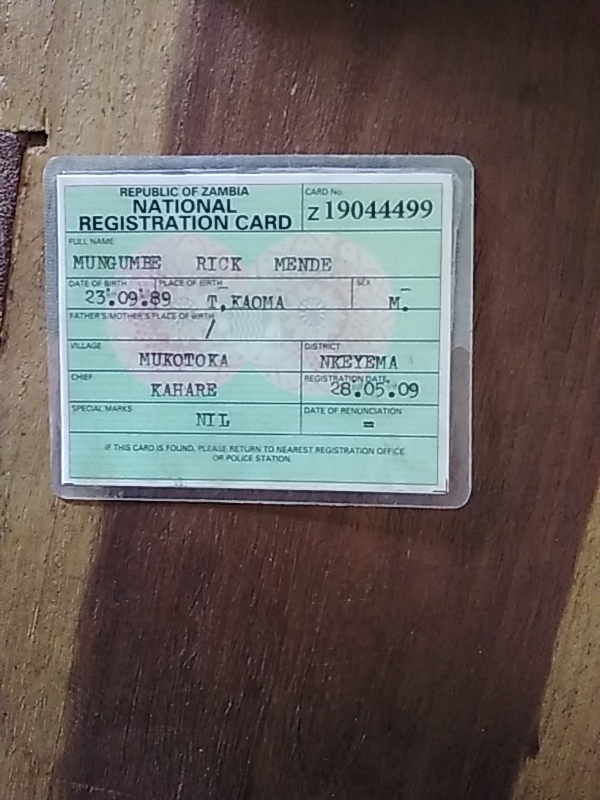 REPUBLIC OF ZAMBIA
NATIONAL
REGISTRATION CARD
CARD No.
Z 19044499
FULL NAME
MUNGUMBE RICK MENDE
DATE OF BIRTH PLACE OF BIRTH SEX
23.09.89 T, KAOMA M.
FATHER'S/MOTHER'S PLACE OF BIRTH
/
VILLAGE DISTRICT
MUKOTOKA NKEYEMA
CHIEF REGISTRATION DATE
KAHARE 28.05.09
SPECIAL MARKS DATE OF RENUNCIATION
NIL =
IF THIS CARD IS FOUND, PLEASE RETURN TO NEAREST REGISTRATION OFFICE
OR POLICE STATION.